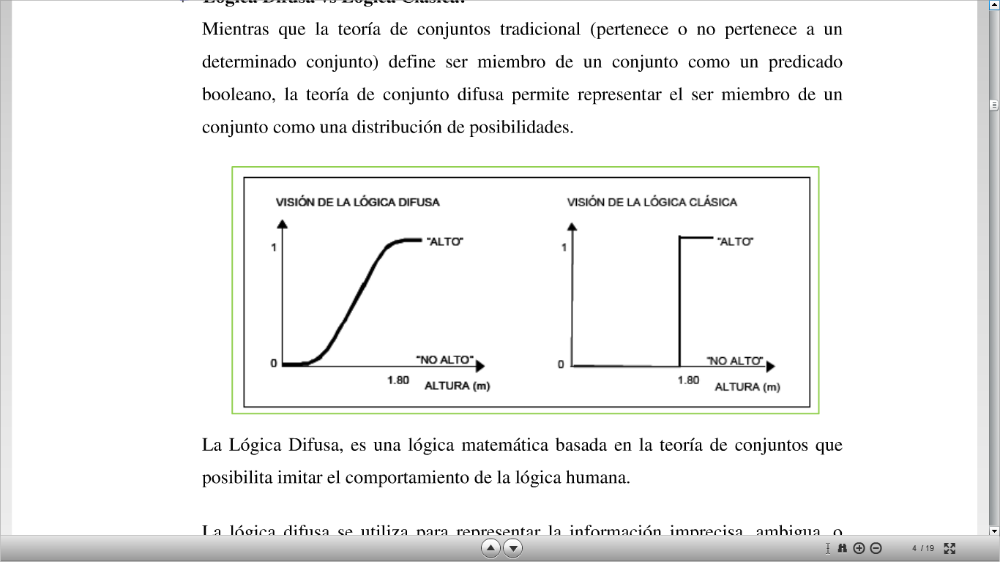 Lógica Difusa vs Lógica Clásica:
Mientras que la teoría de conjuntos tradicional (pertenece o no pertenece a un
determinado conjunto) define ser miembro de un conjunto como un predicado
booleano, la teoría de conjunto difusa permite representar el ser miembro de un
conjunto como una distribución de posibilidades.
VISIÓN DE LA LÓGICA DIFUSA
1
"ALTO"
0
"NO ALTO"
1.80
ALTURA (m)
VISIÓN DE LA LÓGICA CLÁSICA
1
"ALTO"
0
"NO ALTO"
1.80
ALTURA (m)
La Lógica Difusa, es una lógica matemática basada en la teoría de conjuntos que
posibilita imitar el comportamiento de la lógica humana.
La lógica difusa se utiliza para representar la información imprecisa, ambigua, o
4 / 19